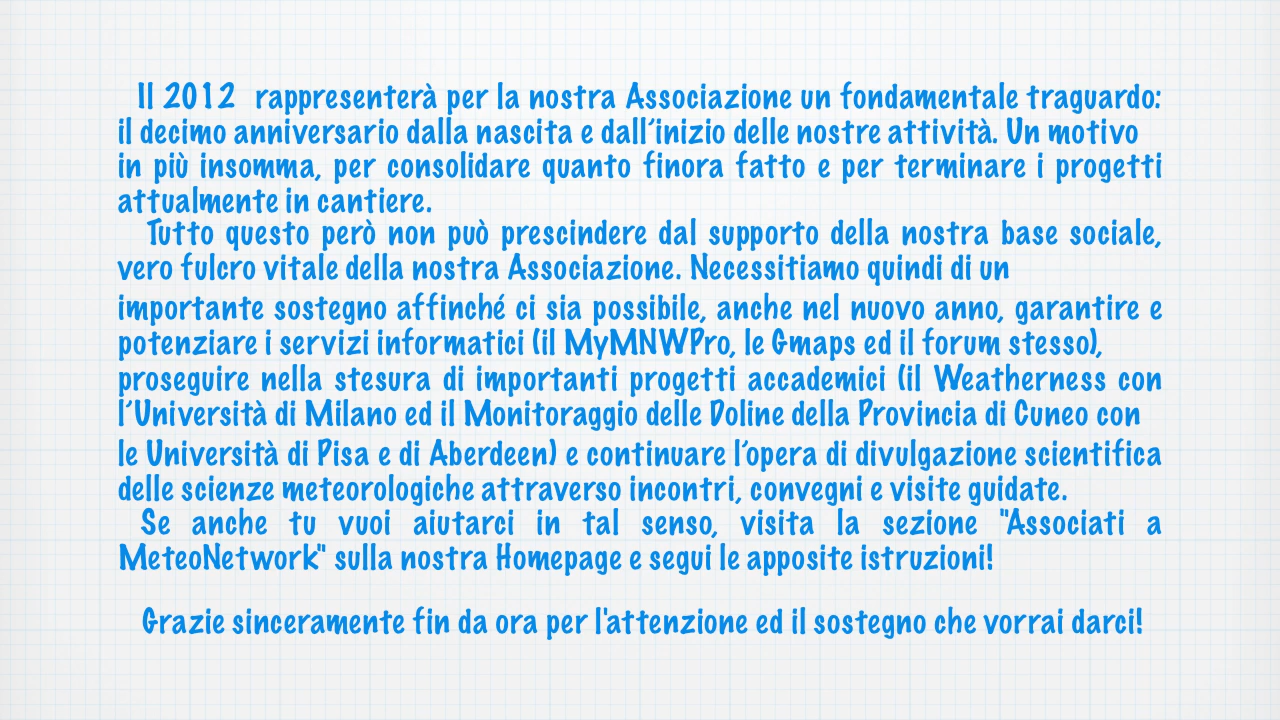 Il 2012 rappresenterà per la nostra Associazione un fondamentale traguardo:
il decimo anniversario dalla nascita e dall’inizio delle nostre attività. Un motivo
in più insomma, per consolidare quanto finora fatto e per terminare i progetti
attualmente in cantiere.
Tutto questo però non può prescindere dal supporto della nostra base sociale,
vero fulcro vitale della nostra Associazione. Necessitiamo quindi di un
importante sostegno affinché ci sia possibile, anche nel nuovo anno, garantire e
potenziare i servizi informatici (il MyMNWPro, le Gmaps ed il forum stesso),
proseguire nella stesura di importanti progetti accademici (il Weatherness con
l’Università di Milano ed il Monitoraggio delle Doline della Provincia di Cuneo con
le Università di Pisa e di Aberdeen) e continuare l’opera di divulgazione scientifica
delle scienze meteorologiche attraverso incontri, convegni e visite guidate.
Se anche tu vuoi aiutarci in tal senso, visita la sezione "Associati a
MeteoNetwork" sulla nostra Homepage e segui le apposite istruzioni!
Grazie sinceramente fin da ora per l'attenzione ed il sostegno che vorrai darci!